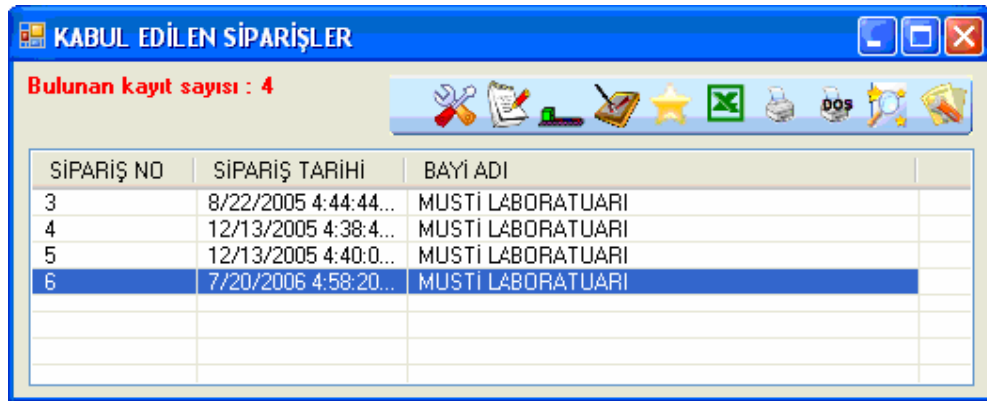 KABUL EDİLEN SİPARİŞLER
Bulunan kayıt sayısı : 4
DOS
SİPARİŞ NO SİPARİŞ TARİHİ BAYİ ADI
3 8/22/2005 4:44:44... MUSTİ LABORATUARI
4 12/13/2005 4:38:4... MUSTİ LABORATUARI
5 12/13/2005 4:40:0... MUSTİ LABORATUARI
6 7/20/2006 4:58:20... MUSTİ LABORATUARI